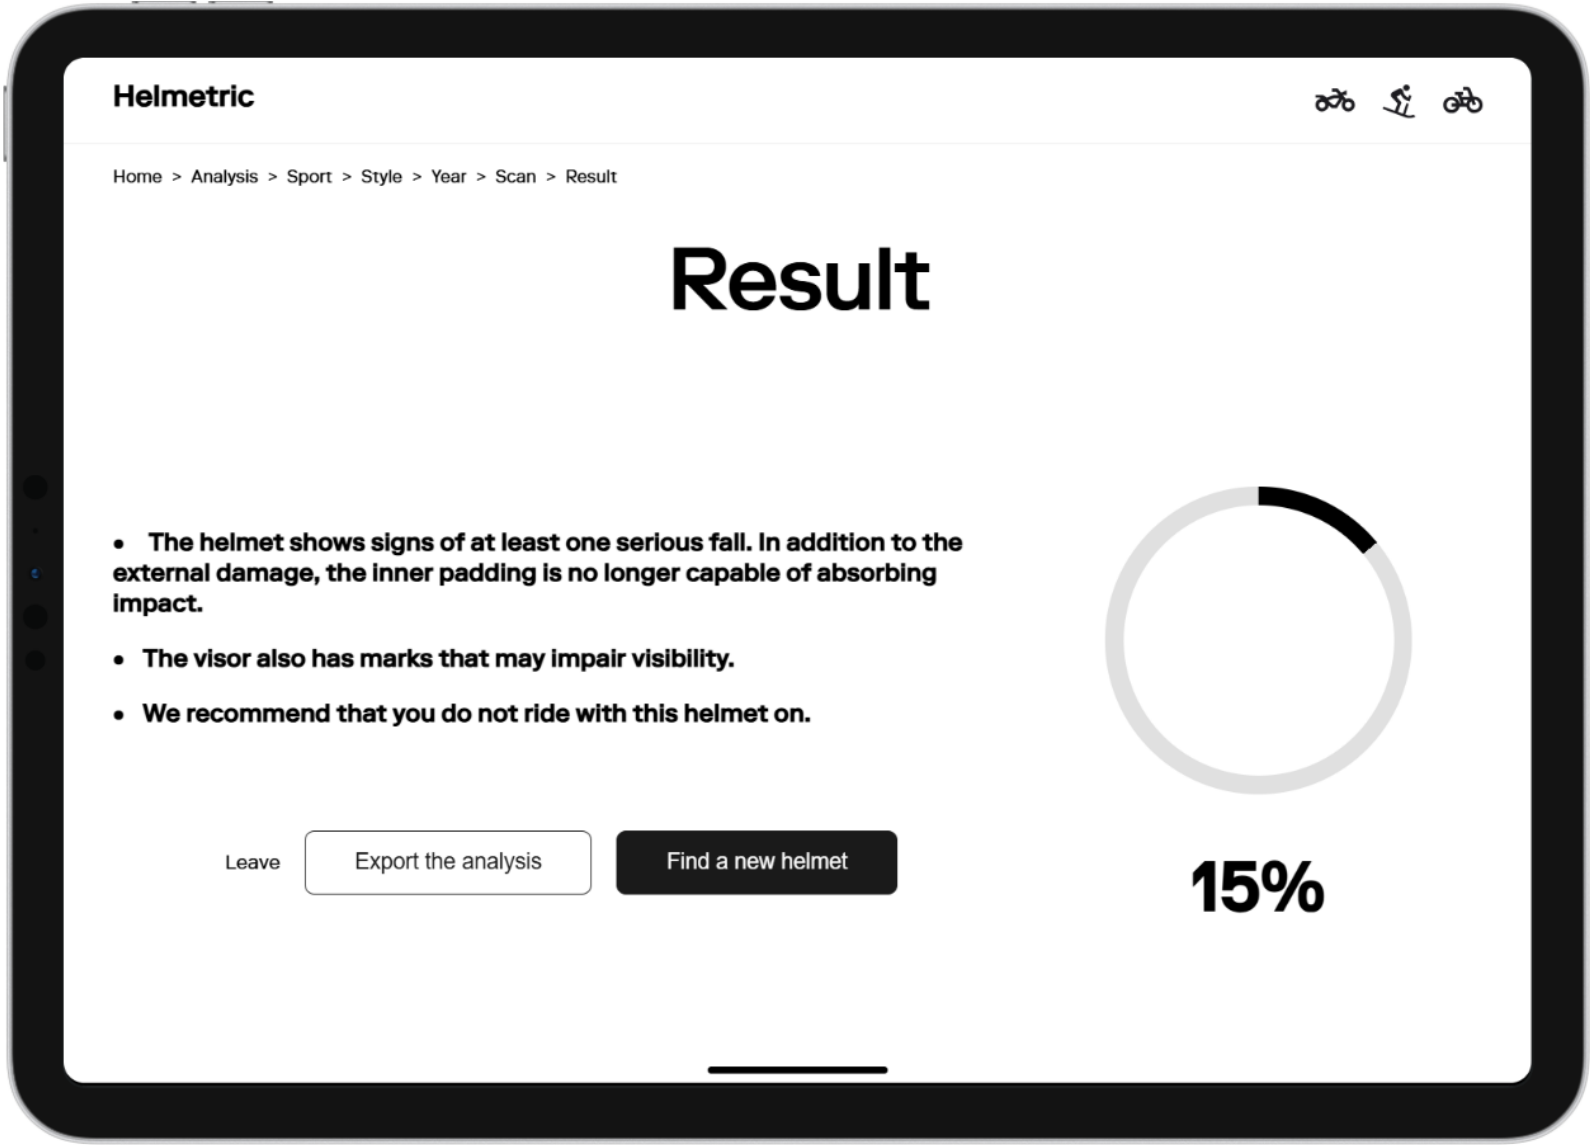 Helmetric
Home > Analysis > Sport > Style > Year > Scan > Result
Result
• The helmet shows signs of at least one serious fall. In addition to the
external damage, the inner padding is no longer capable of absorbing
impact.
• The visor also has marks that may impair visibility.
• We recommend that you do not ride with this helmet on.
Leave
Export the analysis
Find a new helmet
15%